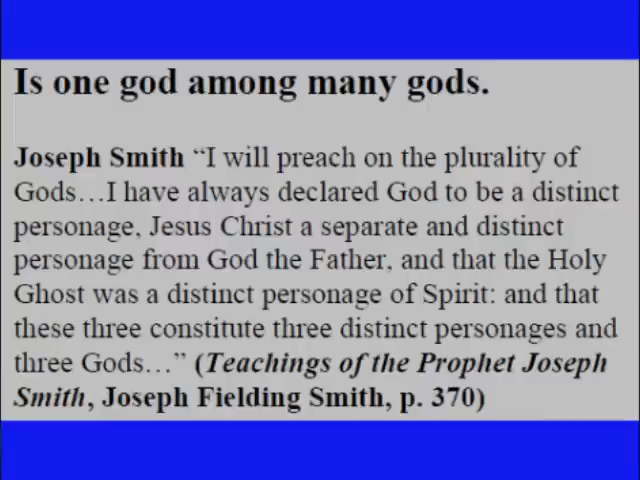 Is one god among many gods.
Joseph Smith “I will preach on the plurality of
Gods…I have always declared God to be a distinct
personage, Jesus Christ a separate and distinct
personage from God the Father, and that the Holy
Ghost was a distinct personage of Spirit: and that
these three constitute three distinct personages and
three Gods…” (Teachings of the Prophet Joseph
Smith, Joseph Fielding Smith, p. 370)